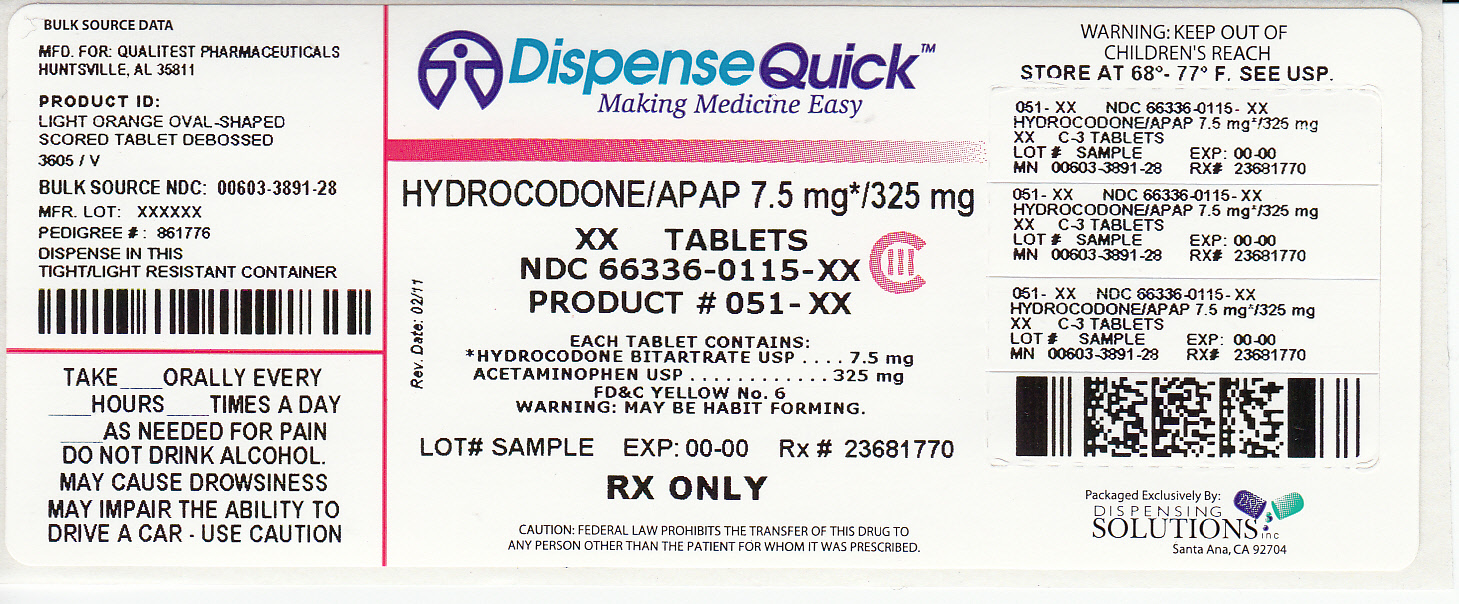 BULK SOURCE DATA
MFD. FOR: QUALITEST PHARMACEUTICALS
HUNTSVILLE, AL 35811
PRODUCT ID:
LIGHT ORANGE OVAL-SHAPED
SCORED TABLET DEBOSSED
3605 / V
BULK SOURCE NDC: 00603-3891-28
MFR. LOT: XXXXXX
PEDIGREE #: 861776
DISPENSE IN THIS
TIGHT/LIGHT RESISTANT CONTAINER
TAKE ___ORALLY EVERY
___HOURS ___TIMES A DAY
___AS NEEDED FOR PAIN
DO NOT DRINK ALCOHOL.
MAY CAUSE DROWSINESS
MAY IMPAIR THE ABILITY TO
DRIVE A CAR - USE CAUTION
DispenseQuick™
Making Medicine Easy
HYDROCODONE/APAP 7.5 mg*/325 mg
XX TABLETS
NDC 66336-0115-XX
CIII
PRODUCT # 051-XX
Rev. Date: 02/11
EACH TABLET CONTAINS:
*HYDROCODONE BITARTRATE USP .... 7.5 mg
ACETAMINOPHEN USP ............ 325 mg
FD&C YELLOW No. 6
WARNING: MAY BE HABIT FORMING.
LOT# SAMPLE EXP: 00-00 Rx # 23681770
RX ONLY
CAUTION: FEDERAL LAW PROHIBITS THE TRANSFER OF THIS DRUG TO
ANY PERSON OTHER THAN THE PATIENT FOR WHOM IT WAS PRESCRIBED.
WARNING: KEEP OUT OF
CHILDREN'S REACH
STORE AT 68°- 77° F. SEE USP.
051- XX NDC 66336-0115- XX
HYDROCODONE/APAP 7.5 mg*/325 mg
XX C-3 TABLETS
LOT # SAMPLE EXP: 00-00
MN 00603-3891-28 RX# 23681770
051- XX NDC 66336-0115- XX
HYDROCODONE/APAP 7.5 mg*/325 mg
XX C-3 TABLETS
LOT # SAMPLE EXP: 00-00
MN 00603-3891-28 RX# 23681770
051- XX NDC 66336-0115- XX
HYDROCODONE/APAP 7.5 mg*/325 mg
XX C-3 TABLETS
LOT # SAMPLE EXP: 00-00
MN 00603-3891-28 RX# 23681770
Packaged Exclusively By:
DISPENSING
SOLUTIONS inc
Santa Ana, CA 92704